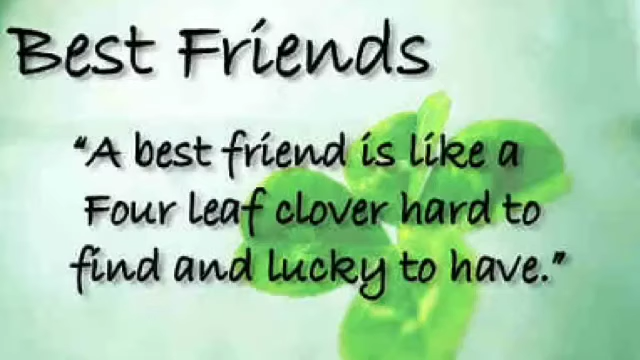 Best Friends
"A best friend is like a
Four leaf clover hard to
find and lucky to have."